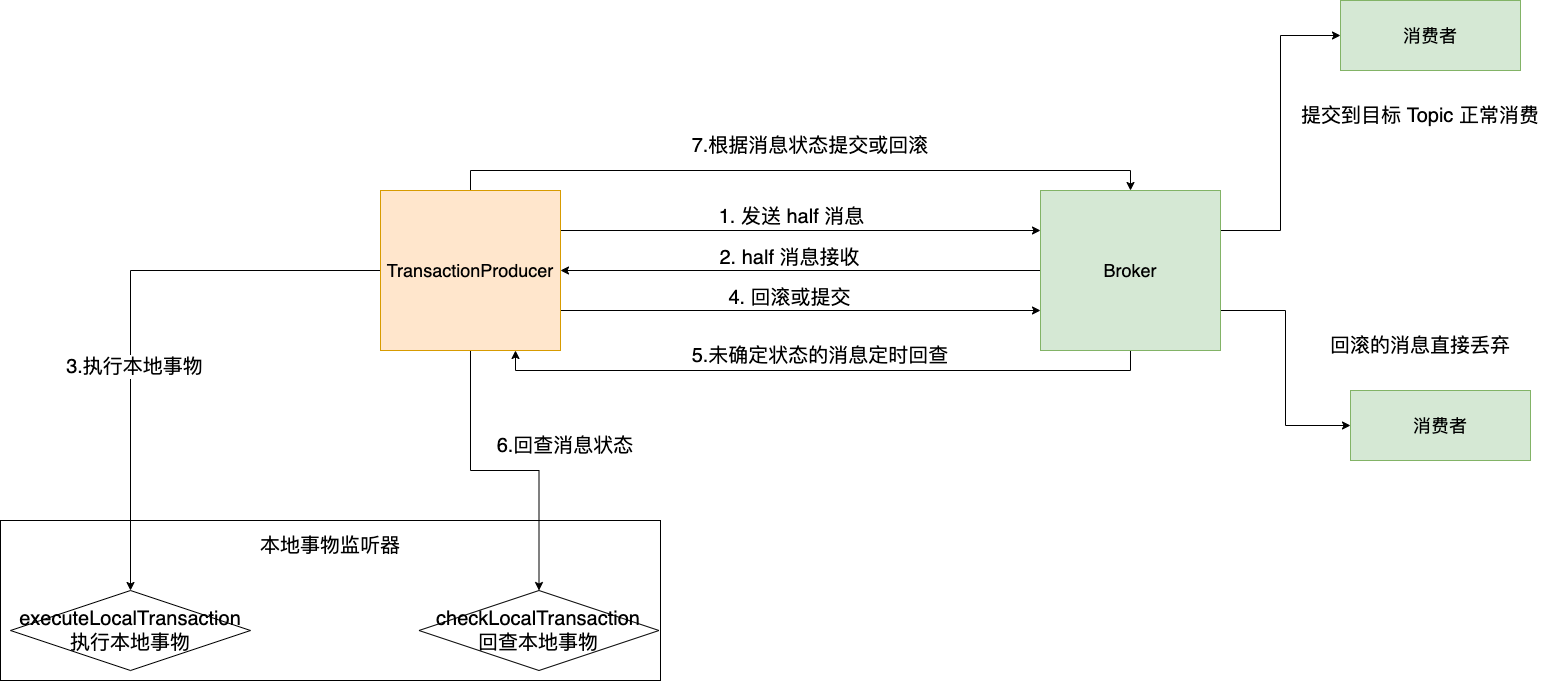 消费者
提交到目标 Topic 正常消费
7.根据消息状态提交或回滚
1. 发送 half 消息
2. half 消息接收
TransactionProducer
Broker
4. 回滚或提交
5.未确定状态的消息定时回查
回滚的消息直接丢弃
3.执行本地事物
消费者
6.回查消息状态
本地事物监听器
executeLocalTransaction
执行本地事物
checkLocalTransaction
回查本地事物